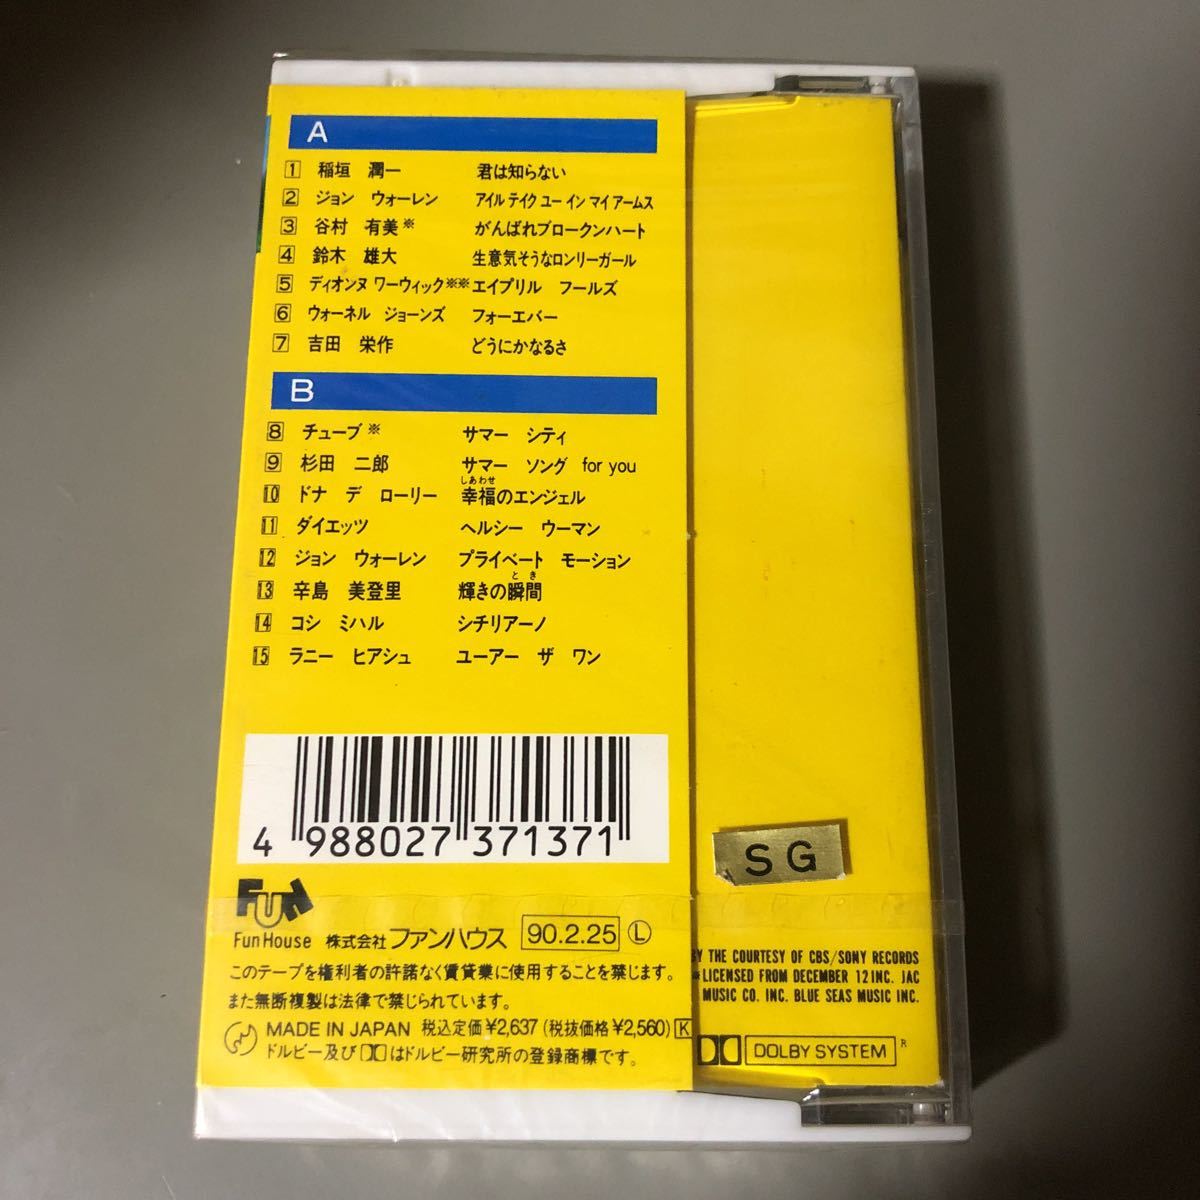 A
1 稲垣 潤一 君は知らない
2 ジョン ウォーレン アイル テイク ユー イン マイ アームス
3 谷村 有美※ がんばれブロークンハート
4 鈴木 雄大 生意気そうなロンリーガール
5 ディオンヌ ワーウィック※※ エイプリル フールズ
6 ウォーネル ジョーンズ フォーエバー
7 吉田 栄作 どうにかなるさ
B
8 チューブ※ サマー シティ
9 杉田 二郎 サマー ソング for you
しあわせ
10 ドナ デ ローリー 幸福のエンジェル
11 ダイエッツ ヘルシー ウーマン
12 ジョン ウォーレン プライベート モーション
とき
13 辛島 美登里 輝きの瞬間
14 コシ ミハル シチリアーノ
15 ラニー ヒアシュ ユーアー ザ ワン
4 988027 371371
SG
FUN
Fun House 株式会社ファンハウス 90.2.25 Ⓛ
このテープを権利者の許諾なく賃貸業に使用することを禁じます。
また無断複製は法律で禁じられています。
MADE IN JAPAN 税込定価¥2,637(税抜価格¥2,560) K
ドルビー及びはドルビー研究所の登録商標です。
BY THE COURTESY OF CBS/SONY RECORDS
※LICENSED FROM DECEMBER 12 INC. JAC
MUSIC CO. INC. BLUE SEAS MUSIC INC.
DOLBY SYSTEM ®